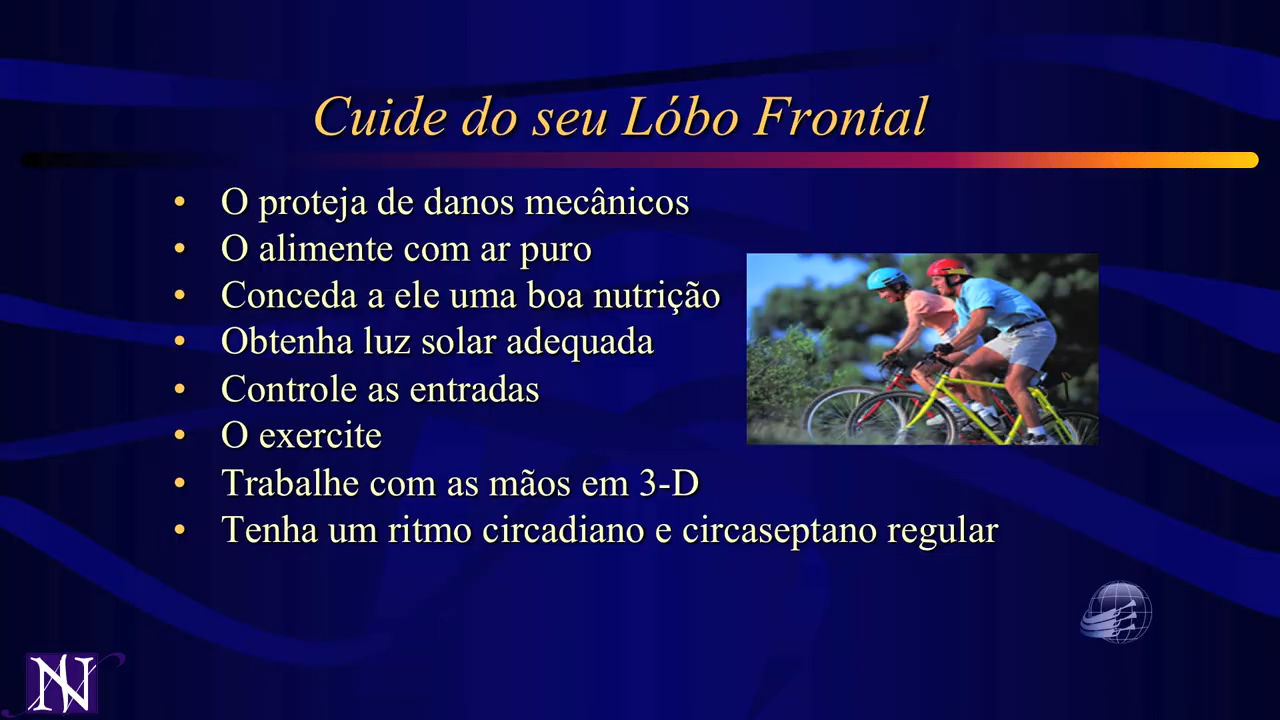 Cuide do seu Lóbo Frontal
• O proteja de danos mecânicos
• O alimente com ar puro
• Conceda a ele uma boa nutrição
• Obtenha luz solar adequada
• Controle as entradas
• O exercite
• Trabalhe com as mãos em 3-D
• Tenha um ritmo circadiano e circaseptano regular
N